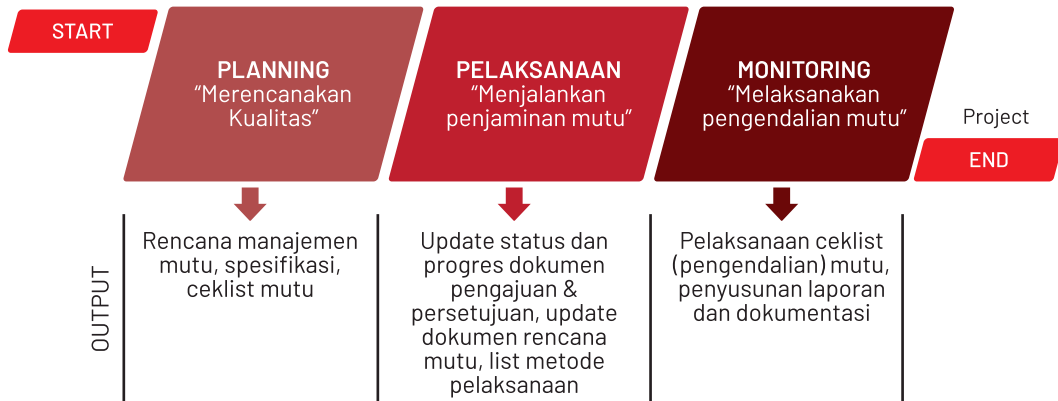 START
PLANNING
“Merencanakan
Kualitas”
PELAKSANAAN
“Menjalankan
penjaminan mutu”
MONITORING
“Melaksanakan
pengendalian mutu”
Project
END
OUTPUT
Rencana manajemen
mutu, spesifikasi,
ceklist mutu
Update status dan
progres dokumen
pengajuan &
persetujuan, update
dokumen rencana
mutu, list metode
pelaksanaan
Pelaksanaan ceklist
(pengendalian) mutu,
penyusunan laporan
dan dokumentasi